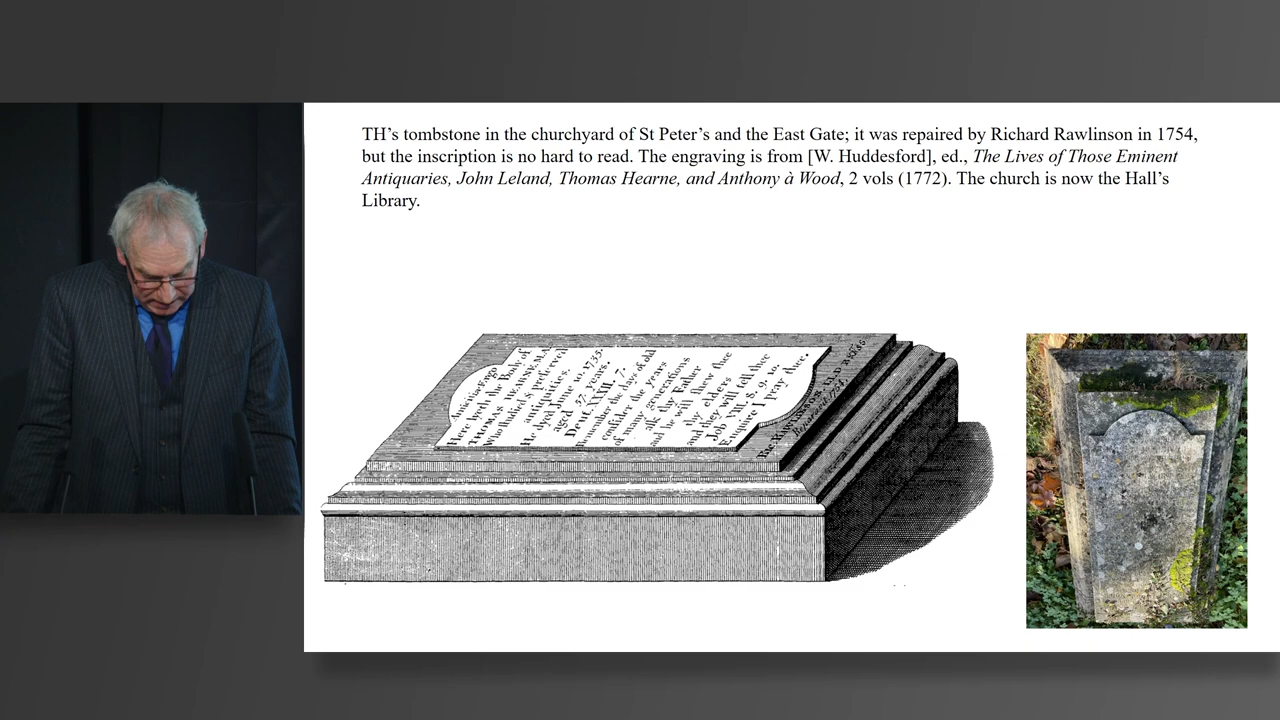 TH’s tombstone in the churchyard of St Peter’s and the East Gate; it was repaired by Richard Rawlinson in 1754,
but the inscription is no hard to read. The engraving is from [W. Huddesford], ed., The Lives of Those Eminent
Antiquaries, John Leland, Thomas Hearne, and Anthony à Wood, 2 vols (1772). The church is now the Hall’s
Library.
Here lyeth the Body of
THOMAS HEARNE, M.A.
Who studied & preserved
antiquities.
He dyed June 10. 1735.
aged 57. years.
Deut. XXXII. 7.
Remember the days of old
consider the years
of many generations
ask thy Father
and he will shew thee
thy elders
and they will tell thee
Job VIII. 8. 9. 10.
Enquire I pray thee.